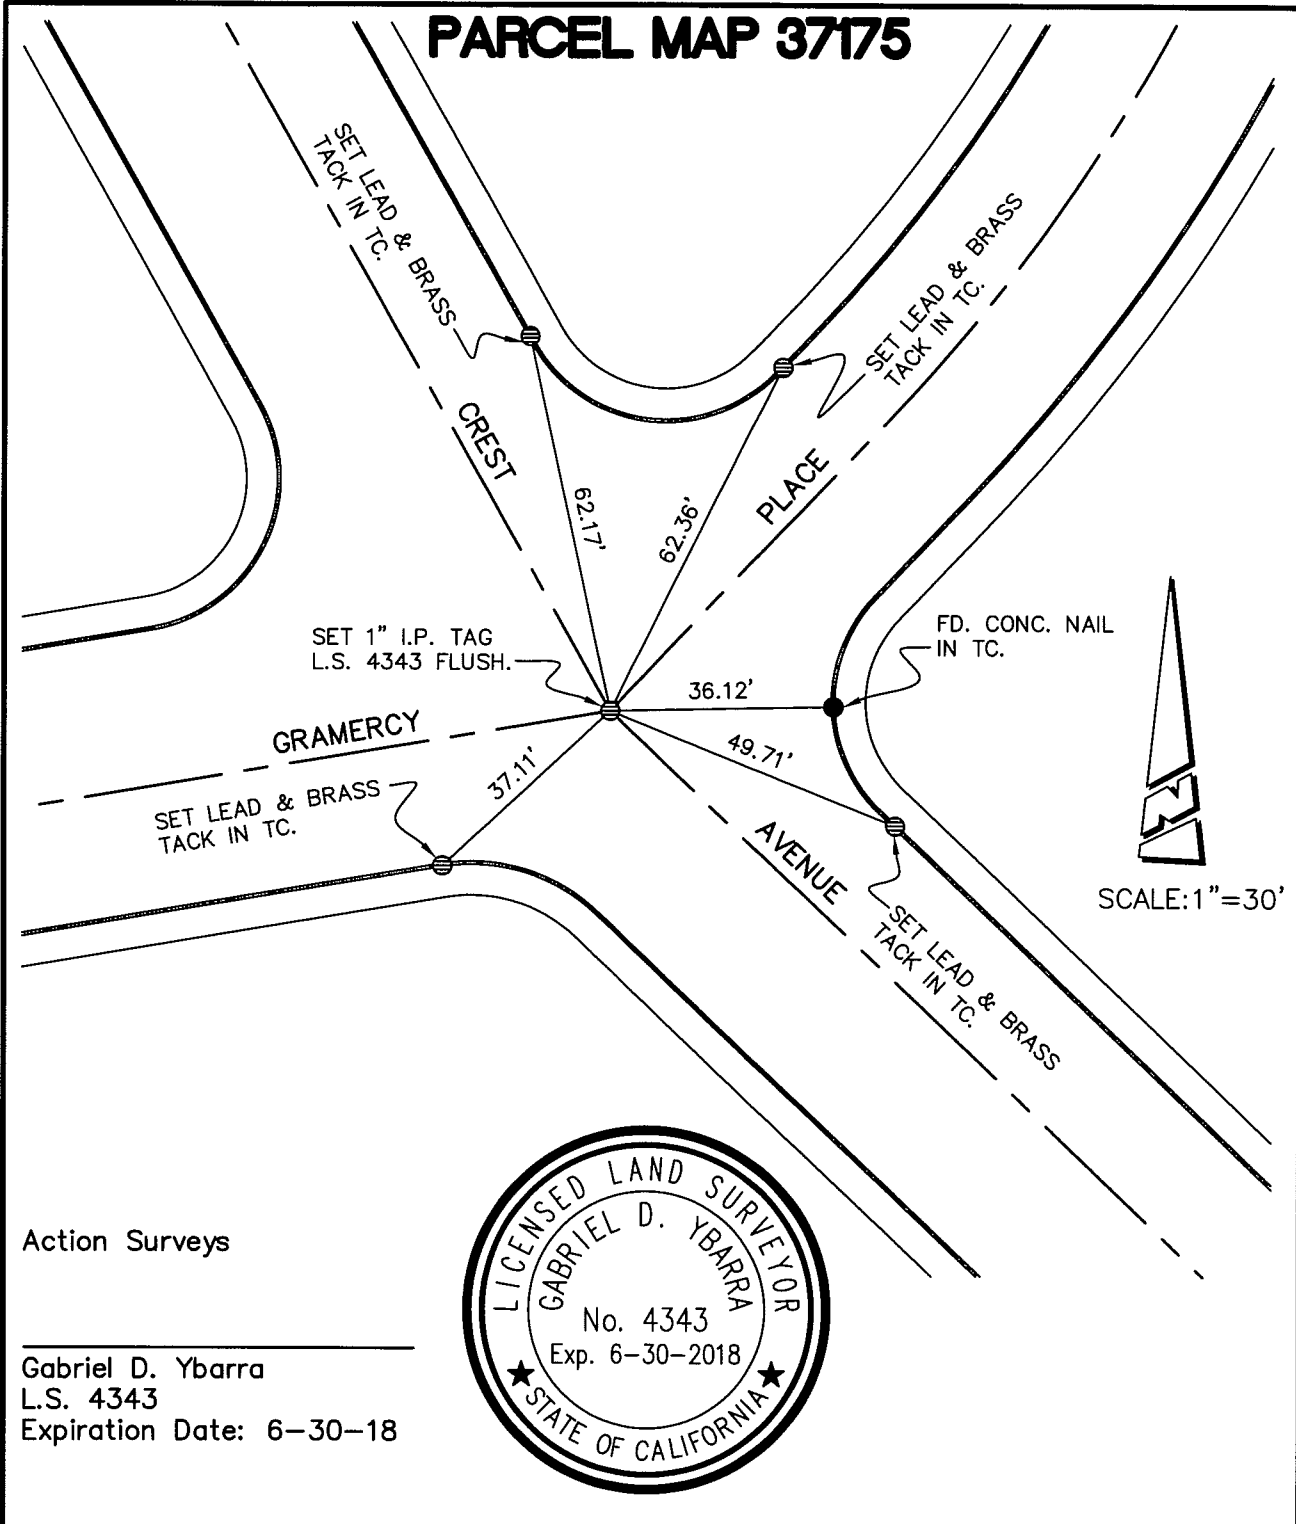 PARCEL MAP 37175
SET LEAD & BRASS
TACK IN TC.
SET LEAD & BRASS
TACK IN TC.
CREST
PLACE
62.17'
62.36'
SET 1" I.P. TAG
L.S. 4343 FLUSH.
FD. CONC. NAIL
IN TC.
36.12'
GRAMERCY
49.71'
37.11'
SET LEAD & BRASS
TACK IN TC.
AVENUE
N
SCALE:1"=30'
SET LEAD & BRASS
TACK IN TC.
Action Surveys
Gabriel D. Ybarra
L.S. 4343
Expiration Date: 6-30-18
LICENSED LAND SURVEYOR
GABRIEL D. YBARRA
No. 4343
Exp. 6-30-2018
STATE OF CALIFORNIA